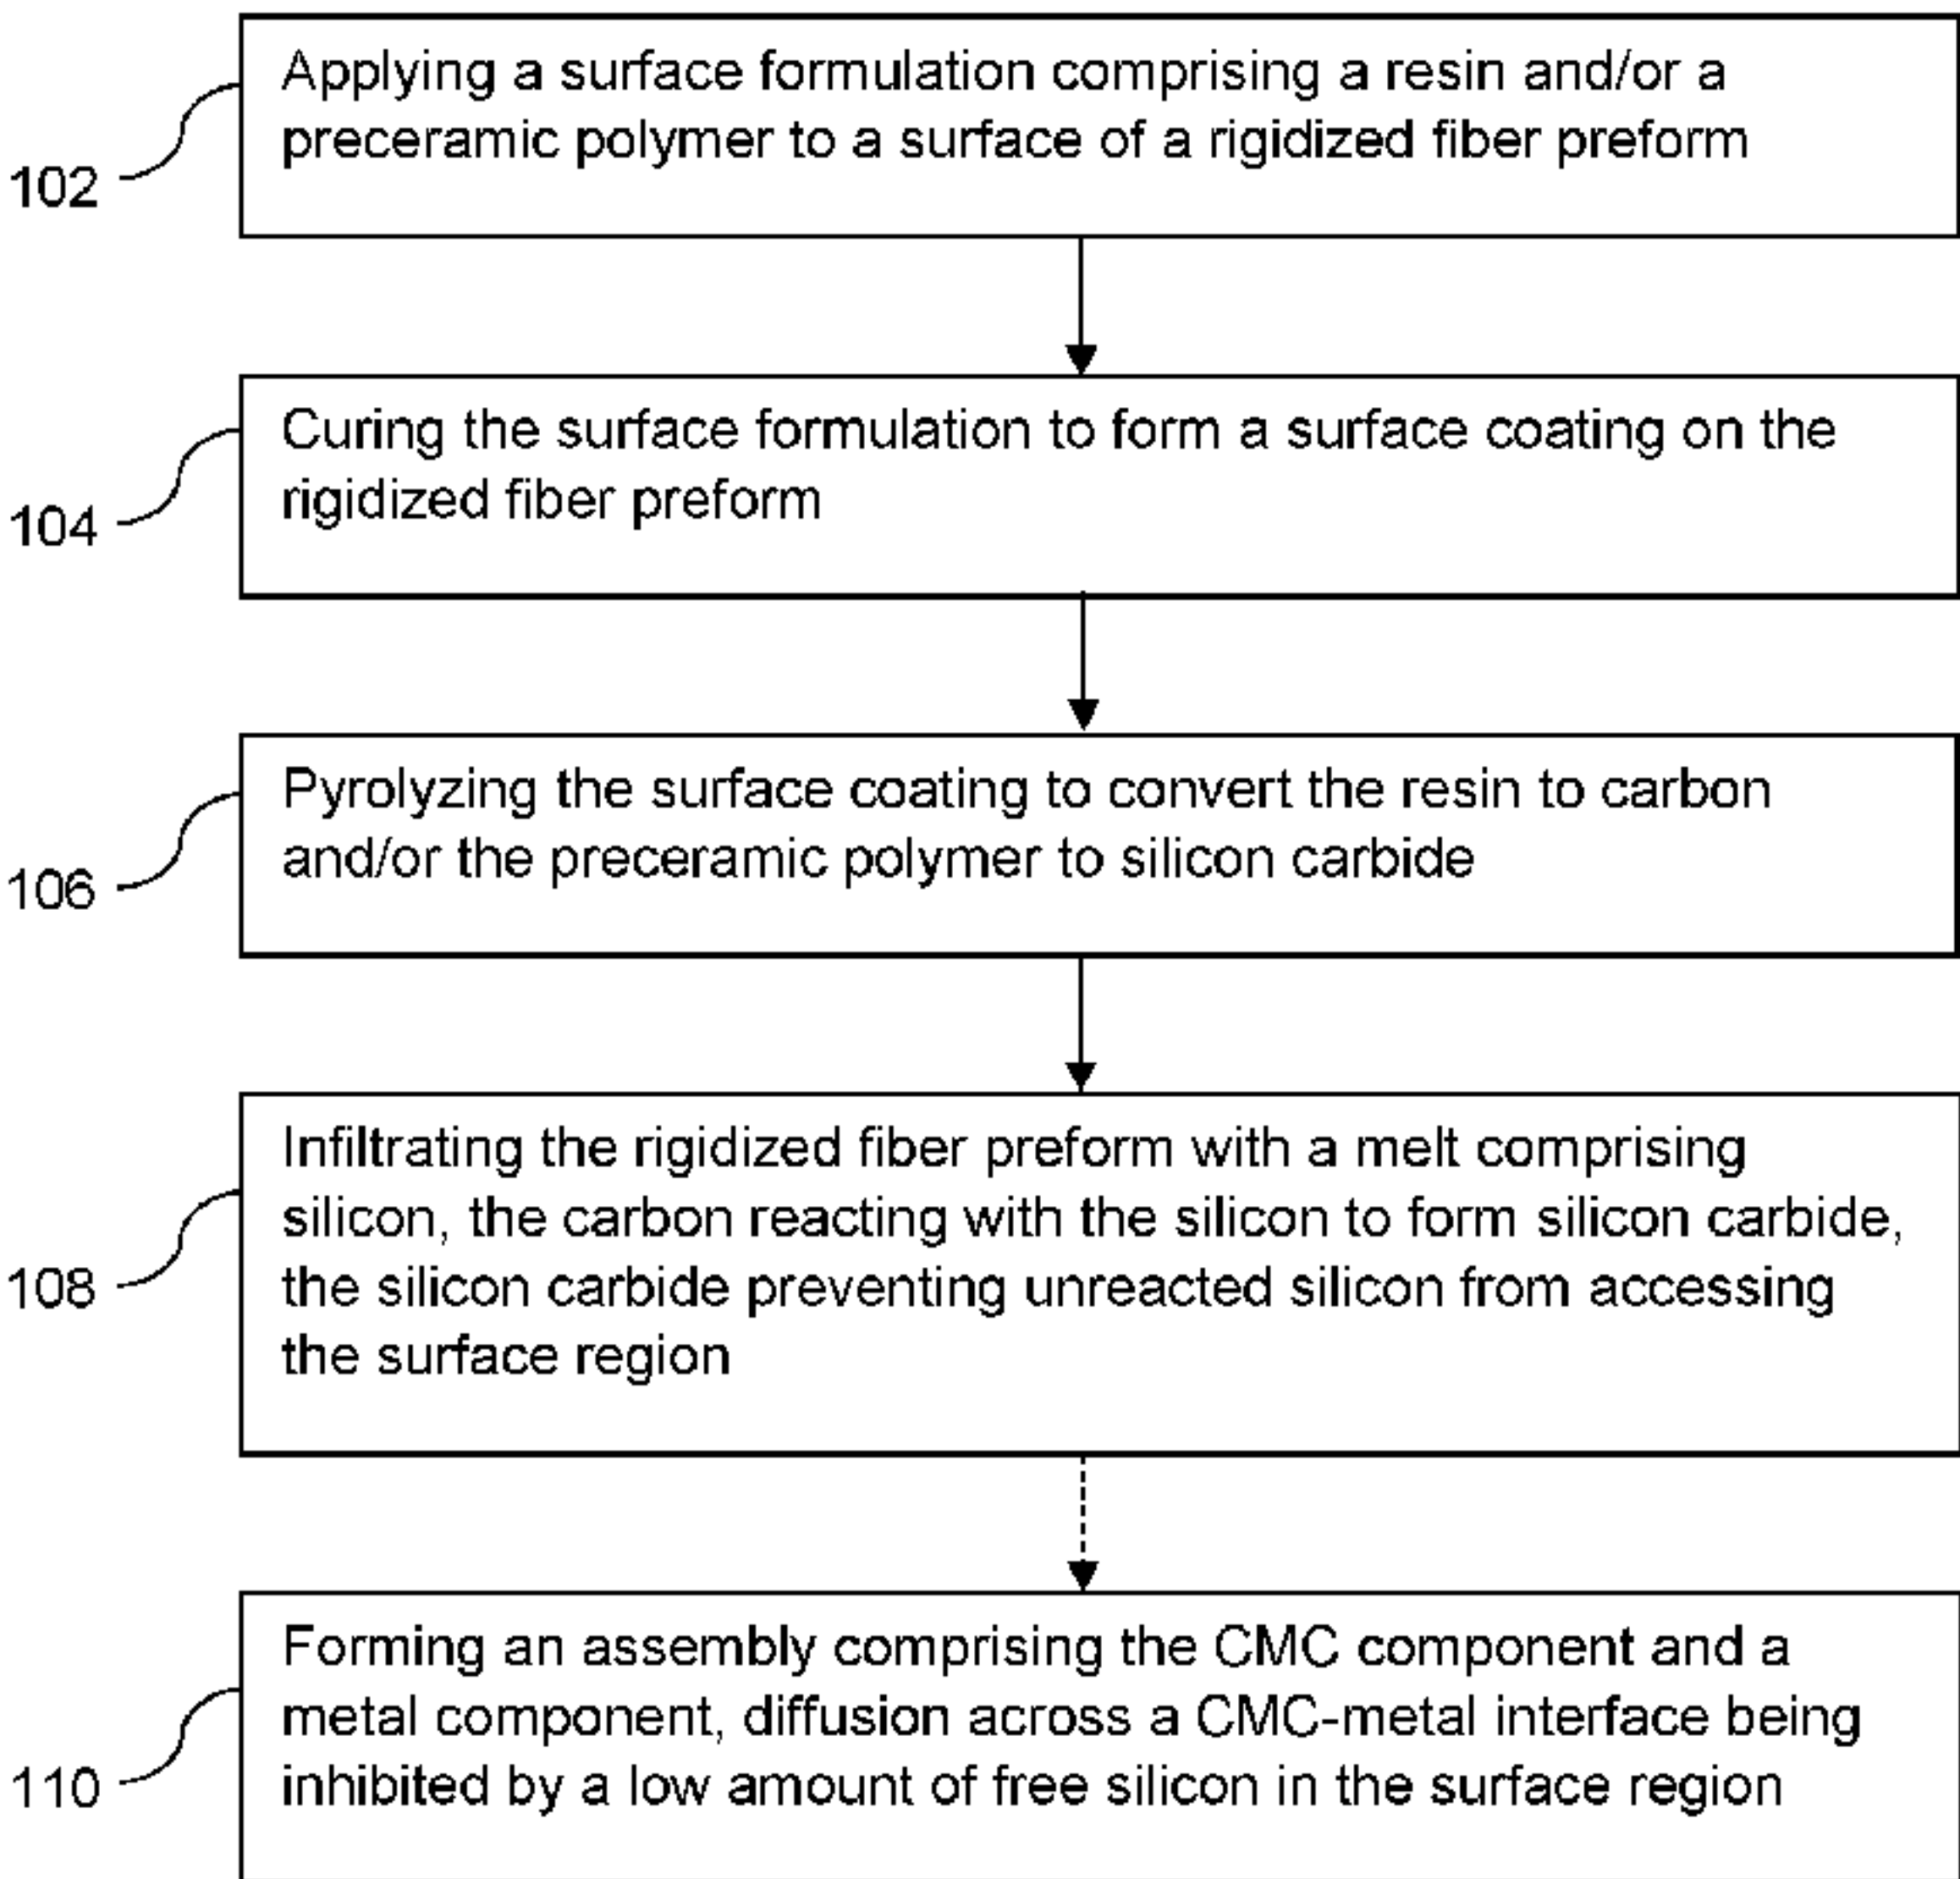 Applying a surface formulation comprising a resin and/or a
preceramic polymer to a surface of a rigidized fiber preform
102
Curing the surface formulation to form a surface coating on the
rigidized fiber preform
104
Pyrolyzing the surface coating to convert the resin to carbon
and/or the preceramic polymer to silicon carbide
106
Infiltrating the rigidized fiber preform with a melt comprising
silicon, the carbon reacting with the silicon to form silicon carbide,
the silicon carbide preventing unreacted silicon from accessing
the surface region
108
Forming an assembly comprising the CMC component and a
metal component, diffusion across a CMC-metal interface being
inhibited by a low amount of free silicon in the surface region
110